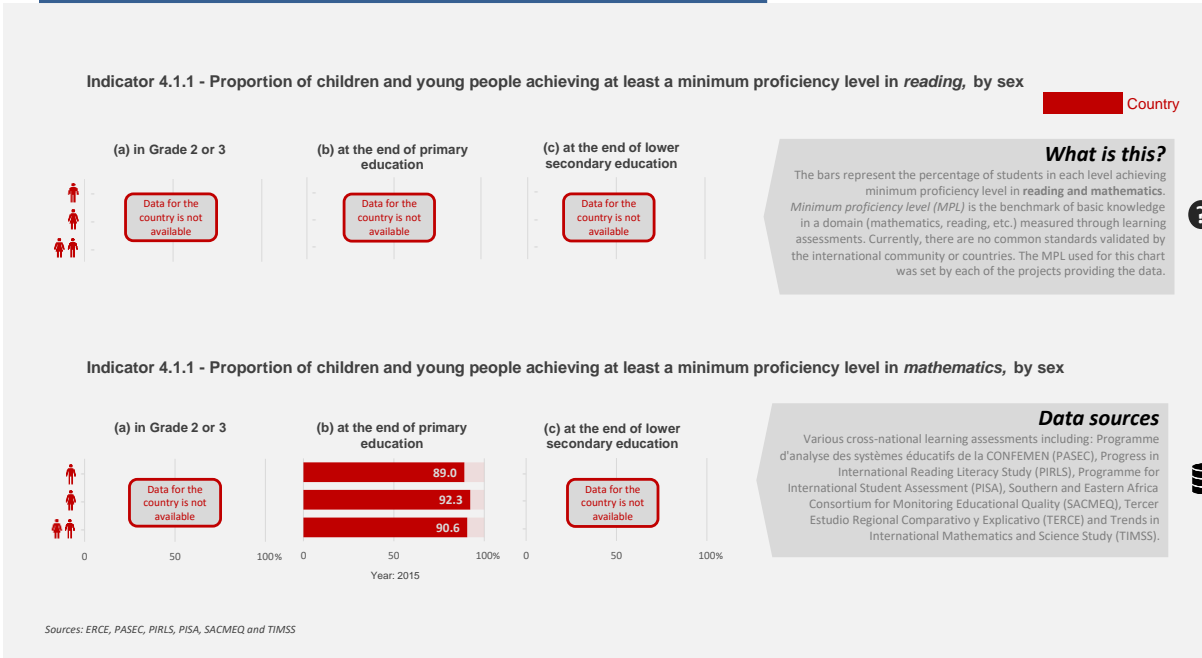 Indicator 4.1.1 - Proportion of children and young people achieving at least a minimum proficiency level in reading, by sex
Country
(a) in Grade 2 or 3
(b) at the end of primary
education
(c) at the end of lower
secondary education
Data for the
country is not
available
Data for the
country is not
available
Data for the
country is not
available
What is this?
The bars represent the percentage of students in each level achieving
minimum proficiency level in reading and mathematics.
Minimum proficiency level (MPL) is the benchmark of basic knowledge
in a domain (mathematics, reading, etc.) measured through learning
assessments. Currently, there are no common standards validated by
the international community or countries. The MPL used for this chart
was set by each of the projects providing the data.
?
Indicator 4.1.1 - Proportion of children and young people achieving at least a minimum proficiency level in mathematics, by sex
(a) in Grade 2 or 3
(b) at the end of primary
education
(c) at the end of lower
secondary education
Data for the
country is not
available
0 50 100%
89.0
92.3
90.6
0 50 100%
Year: 2015
Data for the
country is not
available
0 50 100%
Data sources
Various cross-national learning assessments including: Programme
d'analyse des systèmes éducatifs de la CONFEMEN (PASEC), Progress in
International Reading Literacy Study (PIRLS), Programme for
International Student Assessment (PISA), Southern and Eastern Africa
Consortium for Monitoring Educational Quality (SACMEQ), Tercer
Estudio Regional Comparativo y Explicativo (TERCE) and Trends in
International Mathematics and Science Study (TIMSS).
Sources: ERCE, PASEC, PIRLS, PISA, SACMEQ and TIMSS